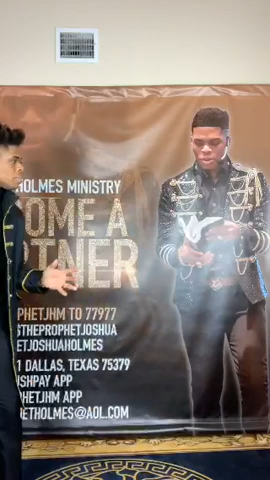 HOLMES MINISTRY
OME A
TNER
PHETJHM TO 77977
STHEPROPHETJOSHUA
ETJOSHUAHOLMES
1 DALLAS, TEXAS 75379
SHPAY APP
PHETJHM APP
ETHOLMES@AOL.COM